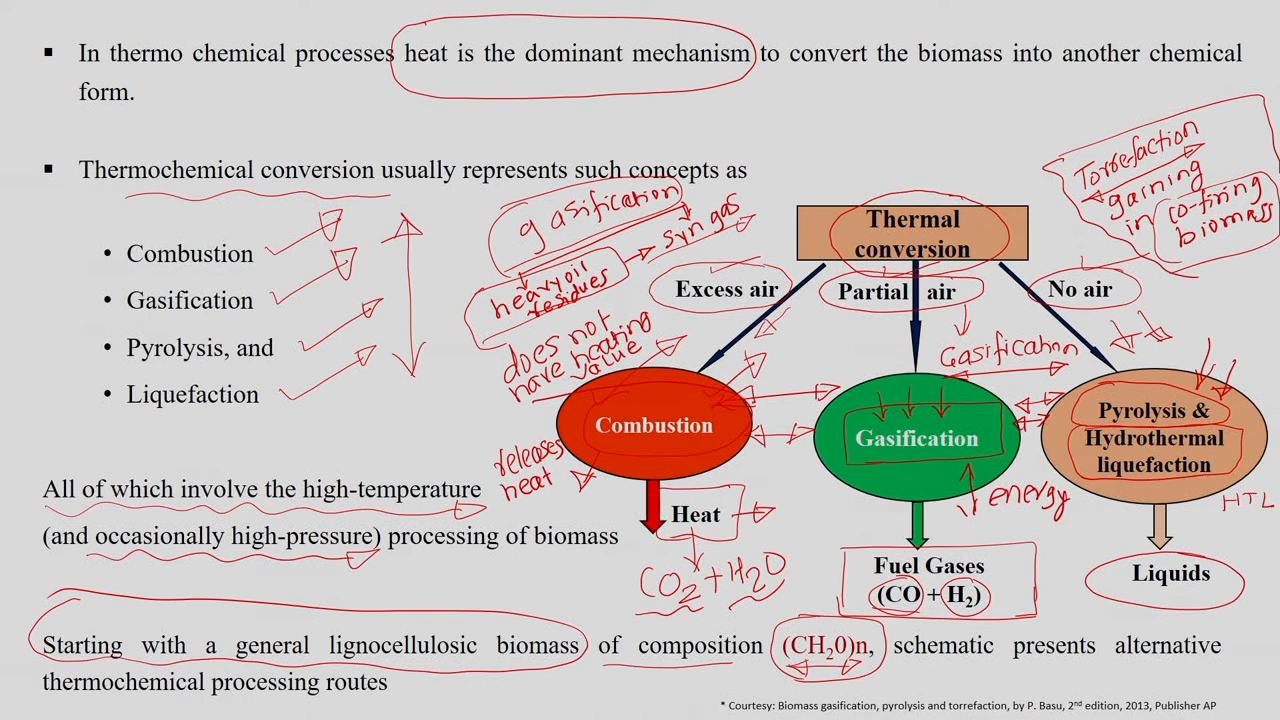 ▪ In thermo chemical processes heat is the dominant mechanism to convert the biomass into another chemical
form.
▪ Thermochemical conversion usually represents such concepts as
• Combustion
• Gasification
• Pyrolysis, and
• Liquefaction
All of which involve the high-temperature
(and occasionally high-pressure) processing of biomass
gasification
syn gas
heavy oil
residues
does not
have heating
value
releases
heat
Torrefaction
gaining
in co-firing
biomass
Thermal
conversion
Excess air
Partial air
No air
Gasification
Combustion
Gasification
Pyrolysis &
Hydrothermal
liquefaction
energy
HTL
Heat
CO2 + H2O
Fuel Gases
(CO + H₂)
Liquids
Starting with a general lignocellulosic biomass of composition (CH₂0)n, schematic presents alternative
thermochemical processing routes
* Courtesy: Biomass gasification, pyrolysis and torrefaction, by P. Basu, 2nd edition, 2013, Publisher AP